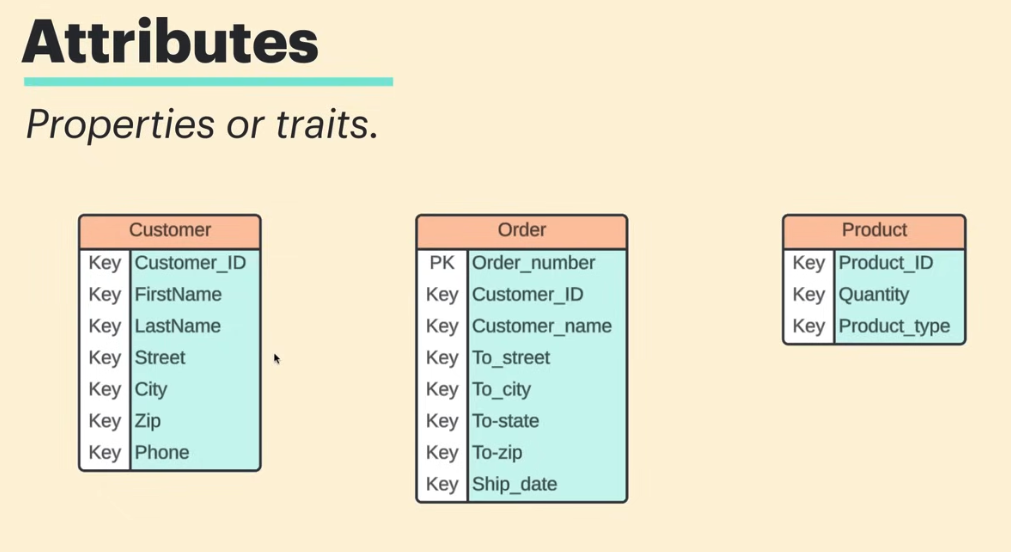 Attributes
Properties or traits.
Customer
Key Customer_ID
Key FirstName
Key LastName
Key Street
Key City
Key Zip
Key Phone
Order
PK Order_number
Key Customer_ID
Key Customer_name
Key To_street
Key To_city
Key To-state
Key To-zip
Key Ship_date
Product
Key Product_ID
Key Quantity
Key Product_type